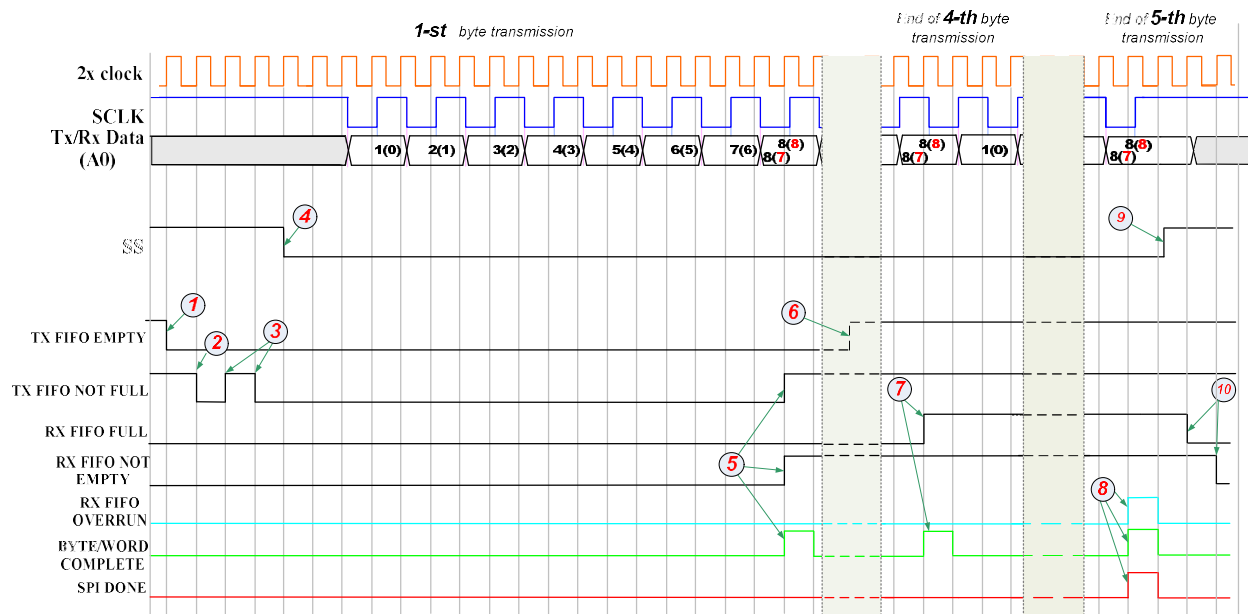 1-st byte transmission
End of 4-th byte
transmission
End of 5-th byte
transmission
2x clock
SCLK
Tx/Rx Data
(A0)
1(0)
2(1)
3(2)
4(3)
5(4)
6(5)
7(6)
8(8)
8(7)
8(8)
8(7)
1(0)
8(8)
8(7)
4
9
SS
1
2
3
6
TX FIFO EMPTY
TX FIFO NOT FULL
7
10
RX FIFO FULL
RX FIFO NOT
EMPTY
5
8
RX FIFO
OVERRUN
BYTE/WORD
COMPLETE
SPI DONE